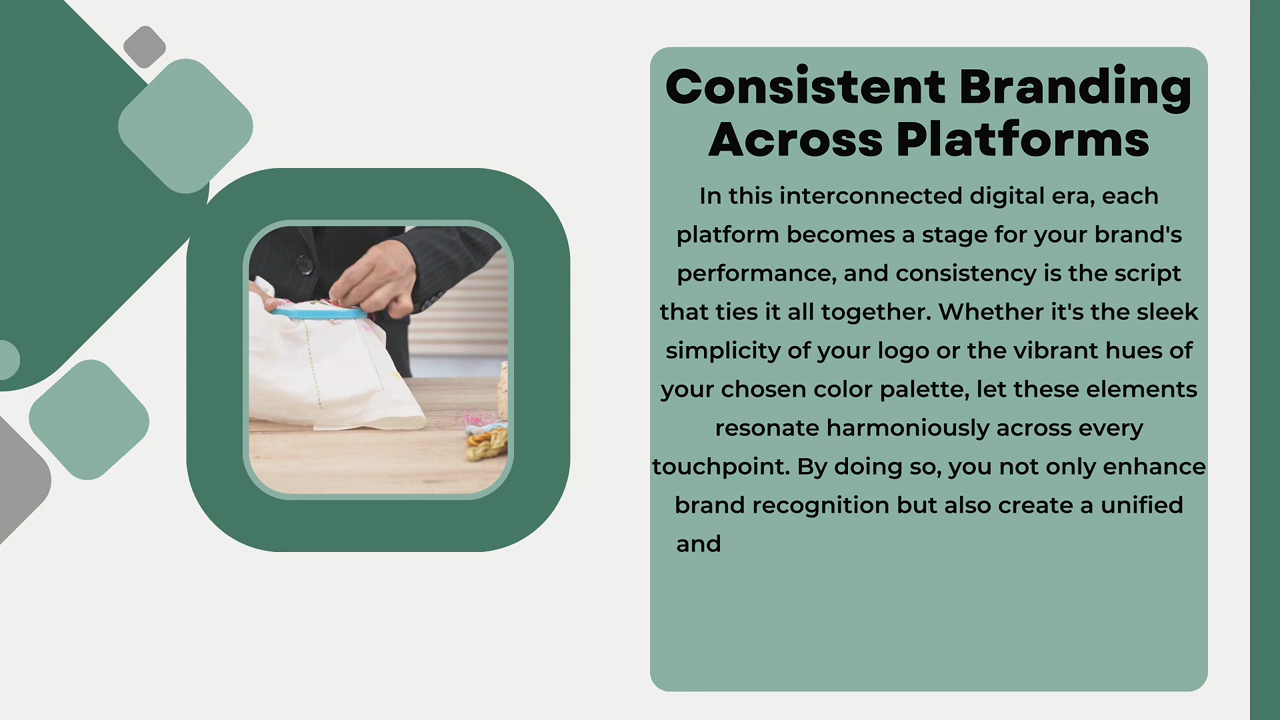 Consistent Branding
Across Platforms
In this interconnected digital era, each
platform becomes a stage for your brand's
performance, and consistency is the script
that ties it all together. Whether it's the sleek
simplicity of your logo or the vibrant hues of
your chosen color palette, let these elements
resonate harmoniously across every
touchpoint. By doing so, you not only enhance
brand recognition but also create a unified
and